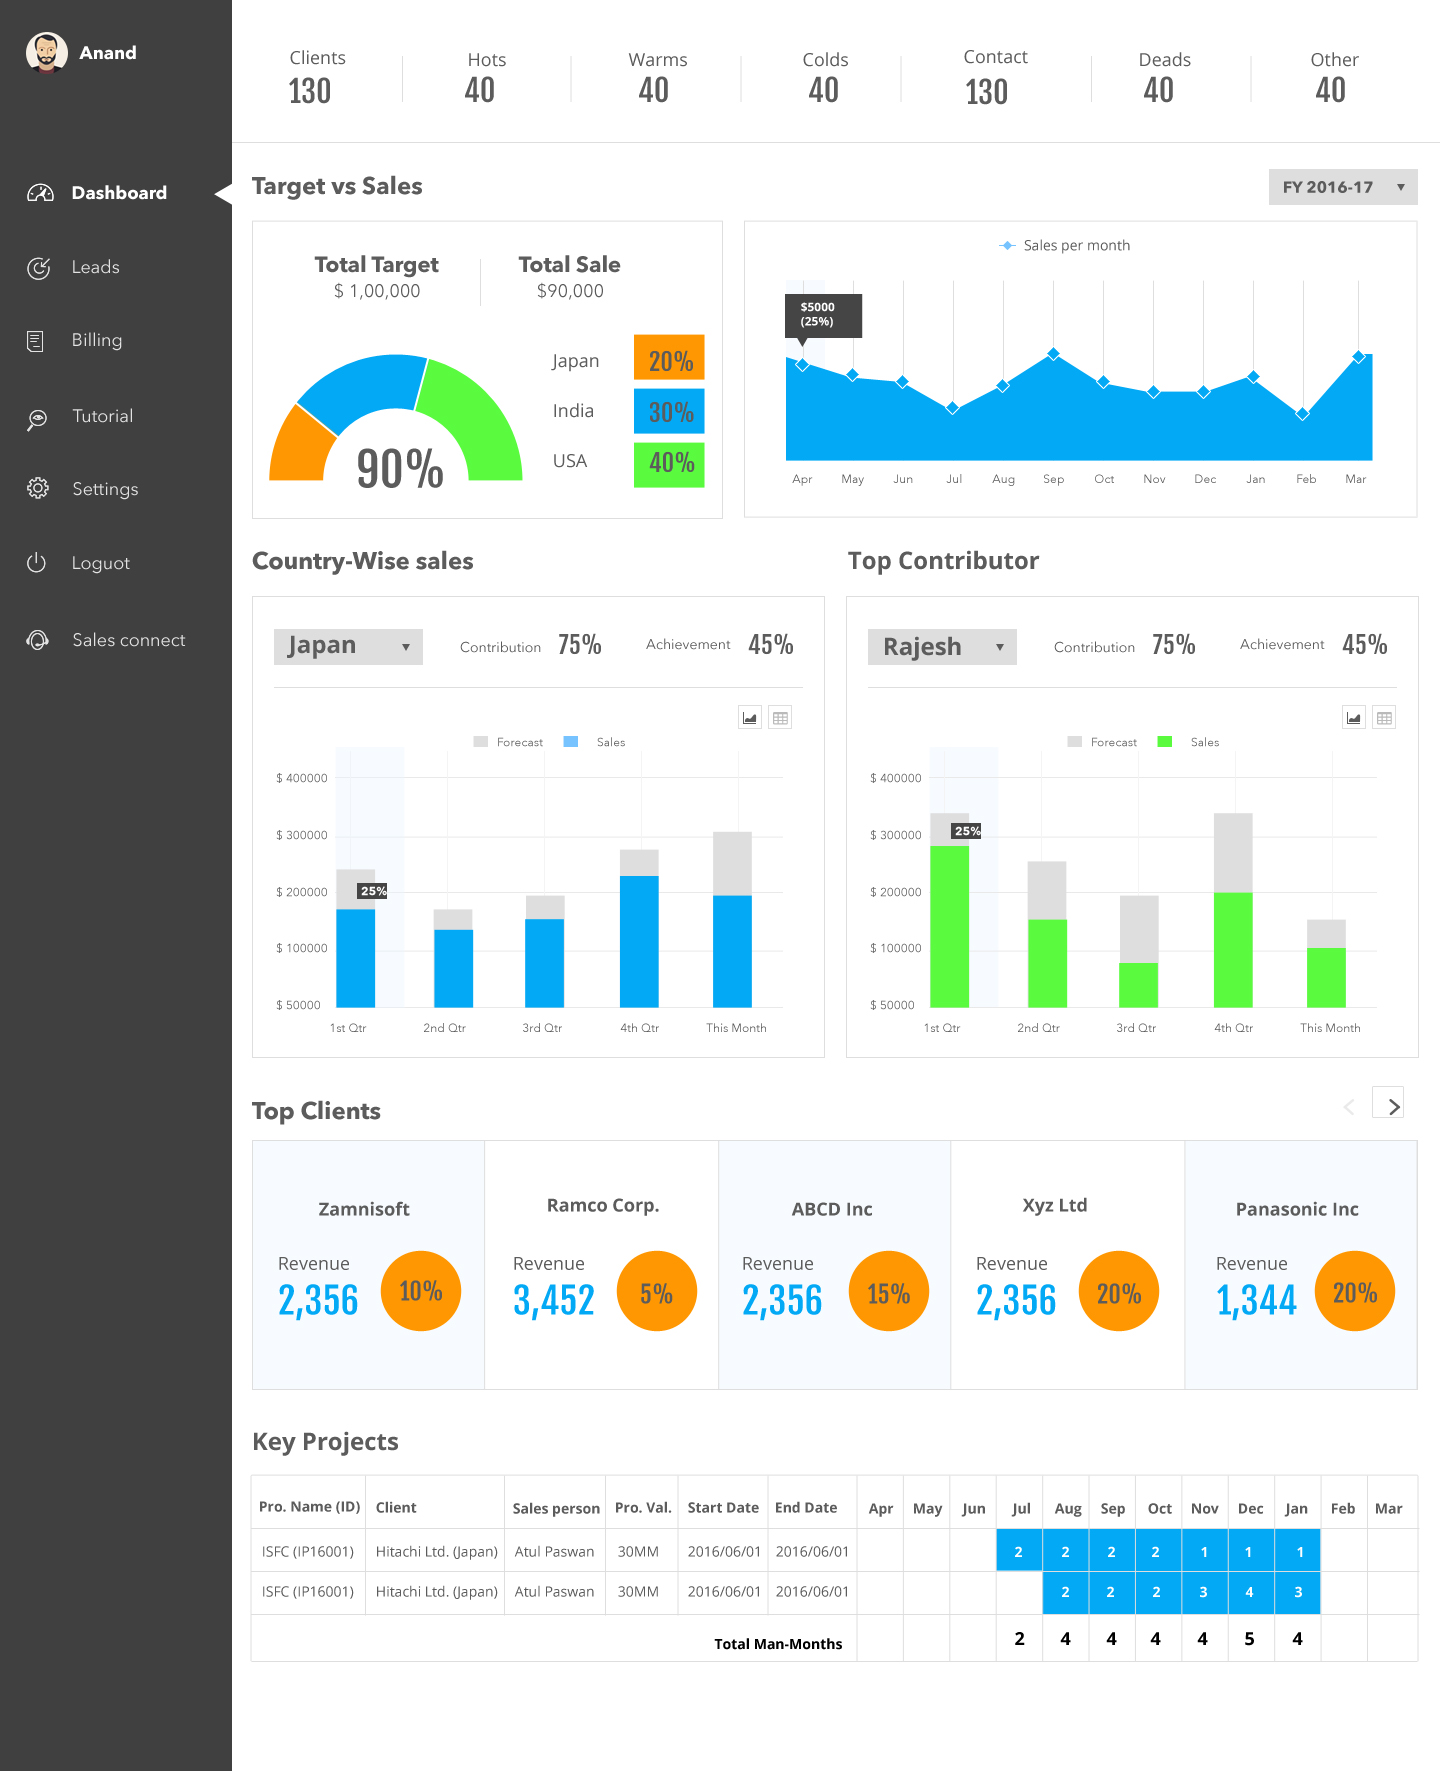 Anand
Dashboard
Leads
Billing
Tutorial
Settings
Loguot
Sales connect
Clients Hots Warms Colds Contact Deads Other
130 40 40 40 130 40 40
Target vs Sales
FY 2016-17
Total Target Total Sale
$ 1,00,000 $90,000
Japan 20%
India 30%
USA 40%
90%
Sales per month
$5000
(25%)
Apr May Jun Jul Aug Sep Oct Nov Dec Jan Feb Mar
Country-Wise sales
Japan Contribution 75% Achievement 45%
Forecast Sales
$ 400000
$ 300000
$ 200000
$ 100000
$ 50000
25%
1st Qtr 2nd Qtr 3rd Qtr 4th Qtr This Month
Top Contributor
Rajesh Contribution 75% Achievement 45%
Forecast Sales
$ 400000
$ 300000
$ 200000
$ 100000
$ 50000
25%
1st Qtr 2nd Qtr 3rd Qtr 4th Qtr This Month
Top Clients
Zamnisoft
Revenue
2,356
10%
Ramco Corp.
Revenue
3,452
5%
ABCD Inc
Revenue
2,356
15%
Xyz Ltd
Revenue
2,356
20%
Panasonic Inc
Revenue
1,344
20%
Key Projects
Pro. Name (ID) Client Sales person Pro. Val. Start Date End Date Apr May Jun Jul Aug Sep Oct Nov Dec Jan Feb Mar
ISFC (IP16001) Hitachi Ltd. (Japan) Atul Paswan 30MM 2016/06/01 2016/06/01 2 2 2 2 1 1 1
ISFC (IP16001) Hitachi Ltd. (Japan) Atul Paswan 30MM 2016/06/01 2016/06/01 2 2 2 3 4 3
Total Man-Months 2 4 4 4 4 5 4